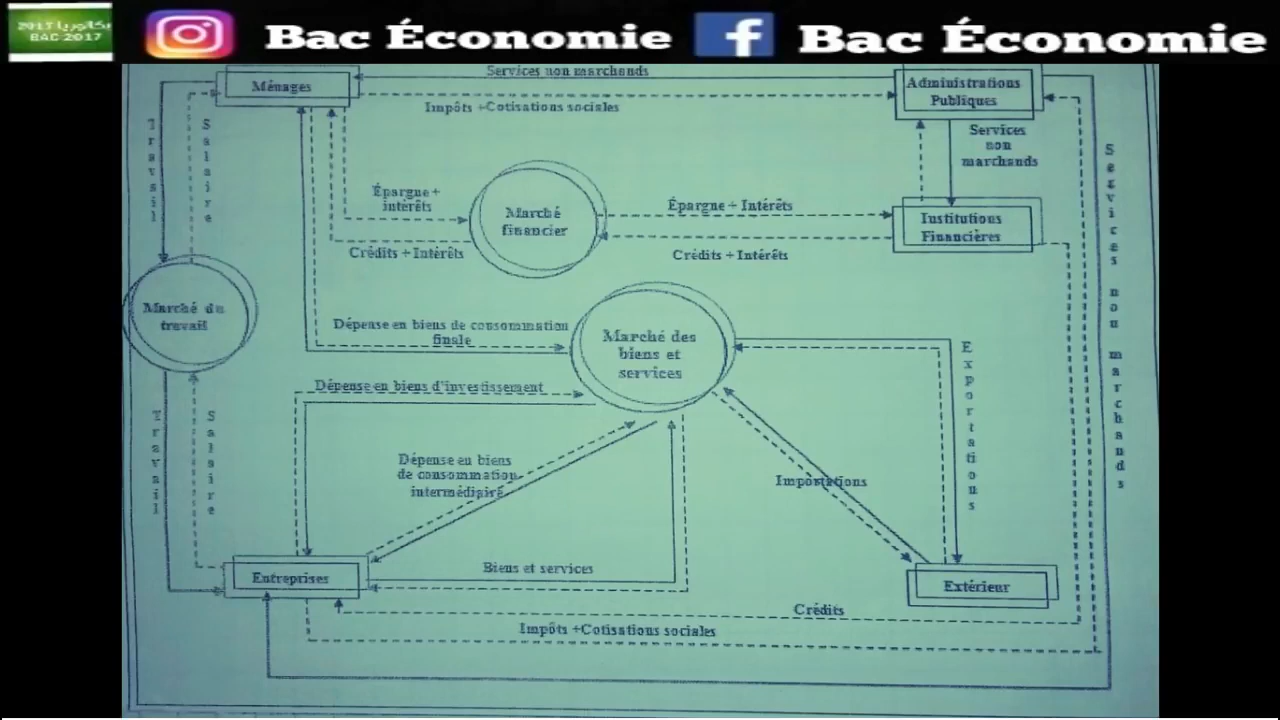 بكالوريا 2017
BAC 2017
Bac Économie
Bac Économie
Services non marchands
Ménages
Impôts +Cotisations sociales
Administrations
Publiques
Travail
Salaire
Services
non
marchands
Services non marchands
Épargne +
intérêts
Marché
financier
Épargne + Intérêts
Institutions
Financières
Crédits + Intérêts
Crédits + Intérêts
Marché du
travail
Dépense en biens de consommation
finale
Marché des
biens et
services
Exportations
Dépense en biens d'investissement
Travail
Salaire
Dépense en biens
de consommation
intermédiaire
Importations
Biens et services
Entreprises
Extérieur
Crédits
Impôts +Cotisations sociales